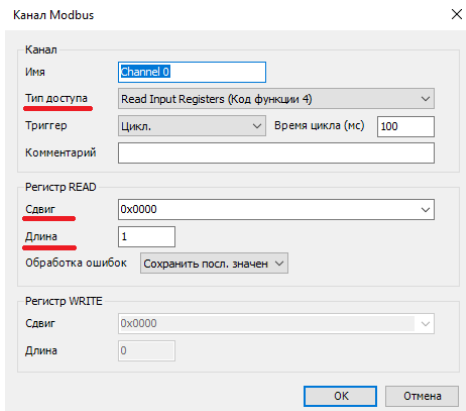 Канал Modbus
Канал
Имя Channel 0
Тип доступа Read Input Registers (Код функции 4)
Триггер Цикл. Время цикла (мс) 100
Комментарий
Регистр READ
Сдвиг 0x0000
Длина 1
Обработка ошибок Сохранить посл. значен
Регистр WRITE
Сдвиг 0x0000
Длина 0
OK Отмена